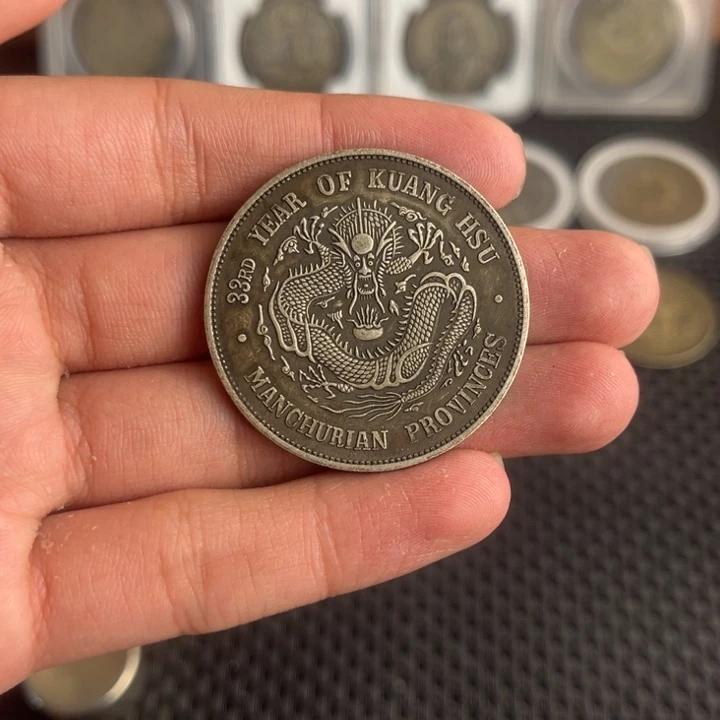 33RD YEAR OF KUANG HSU
MANCHURIAN PROVINCES